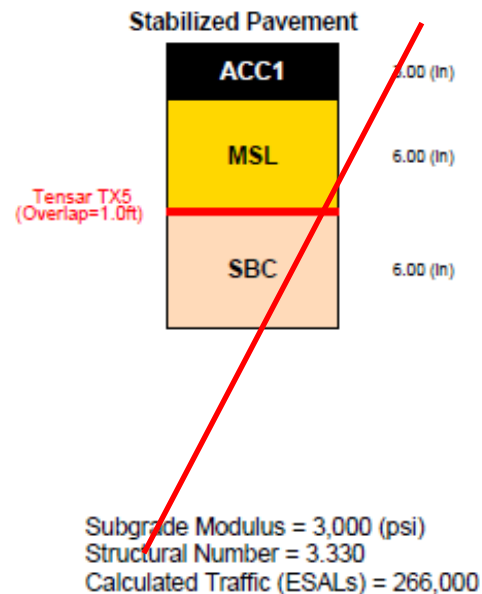 Stabilized Pavement
ACC1
3.00 (in)
MSL
6.00 (in)
Tensar TX5
(Overlap=1.0ft)
SBC
6.00 (in)
Subgrade Modulus = 3,000 (psi)
Structural Number = 3.330
Calculated Traffic (ESALs) = 266,000